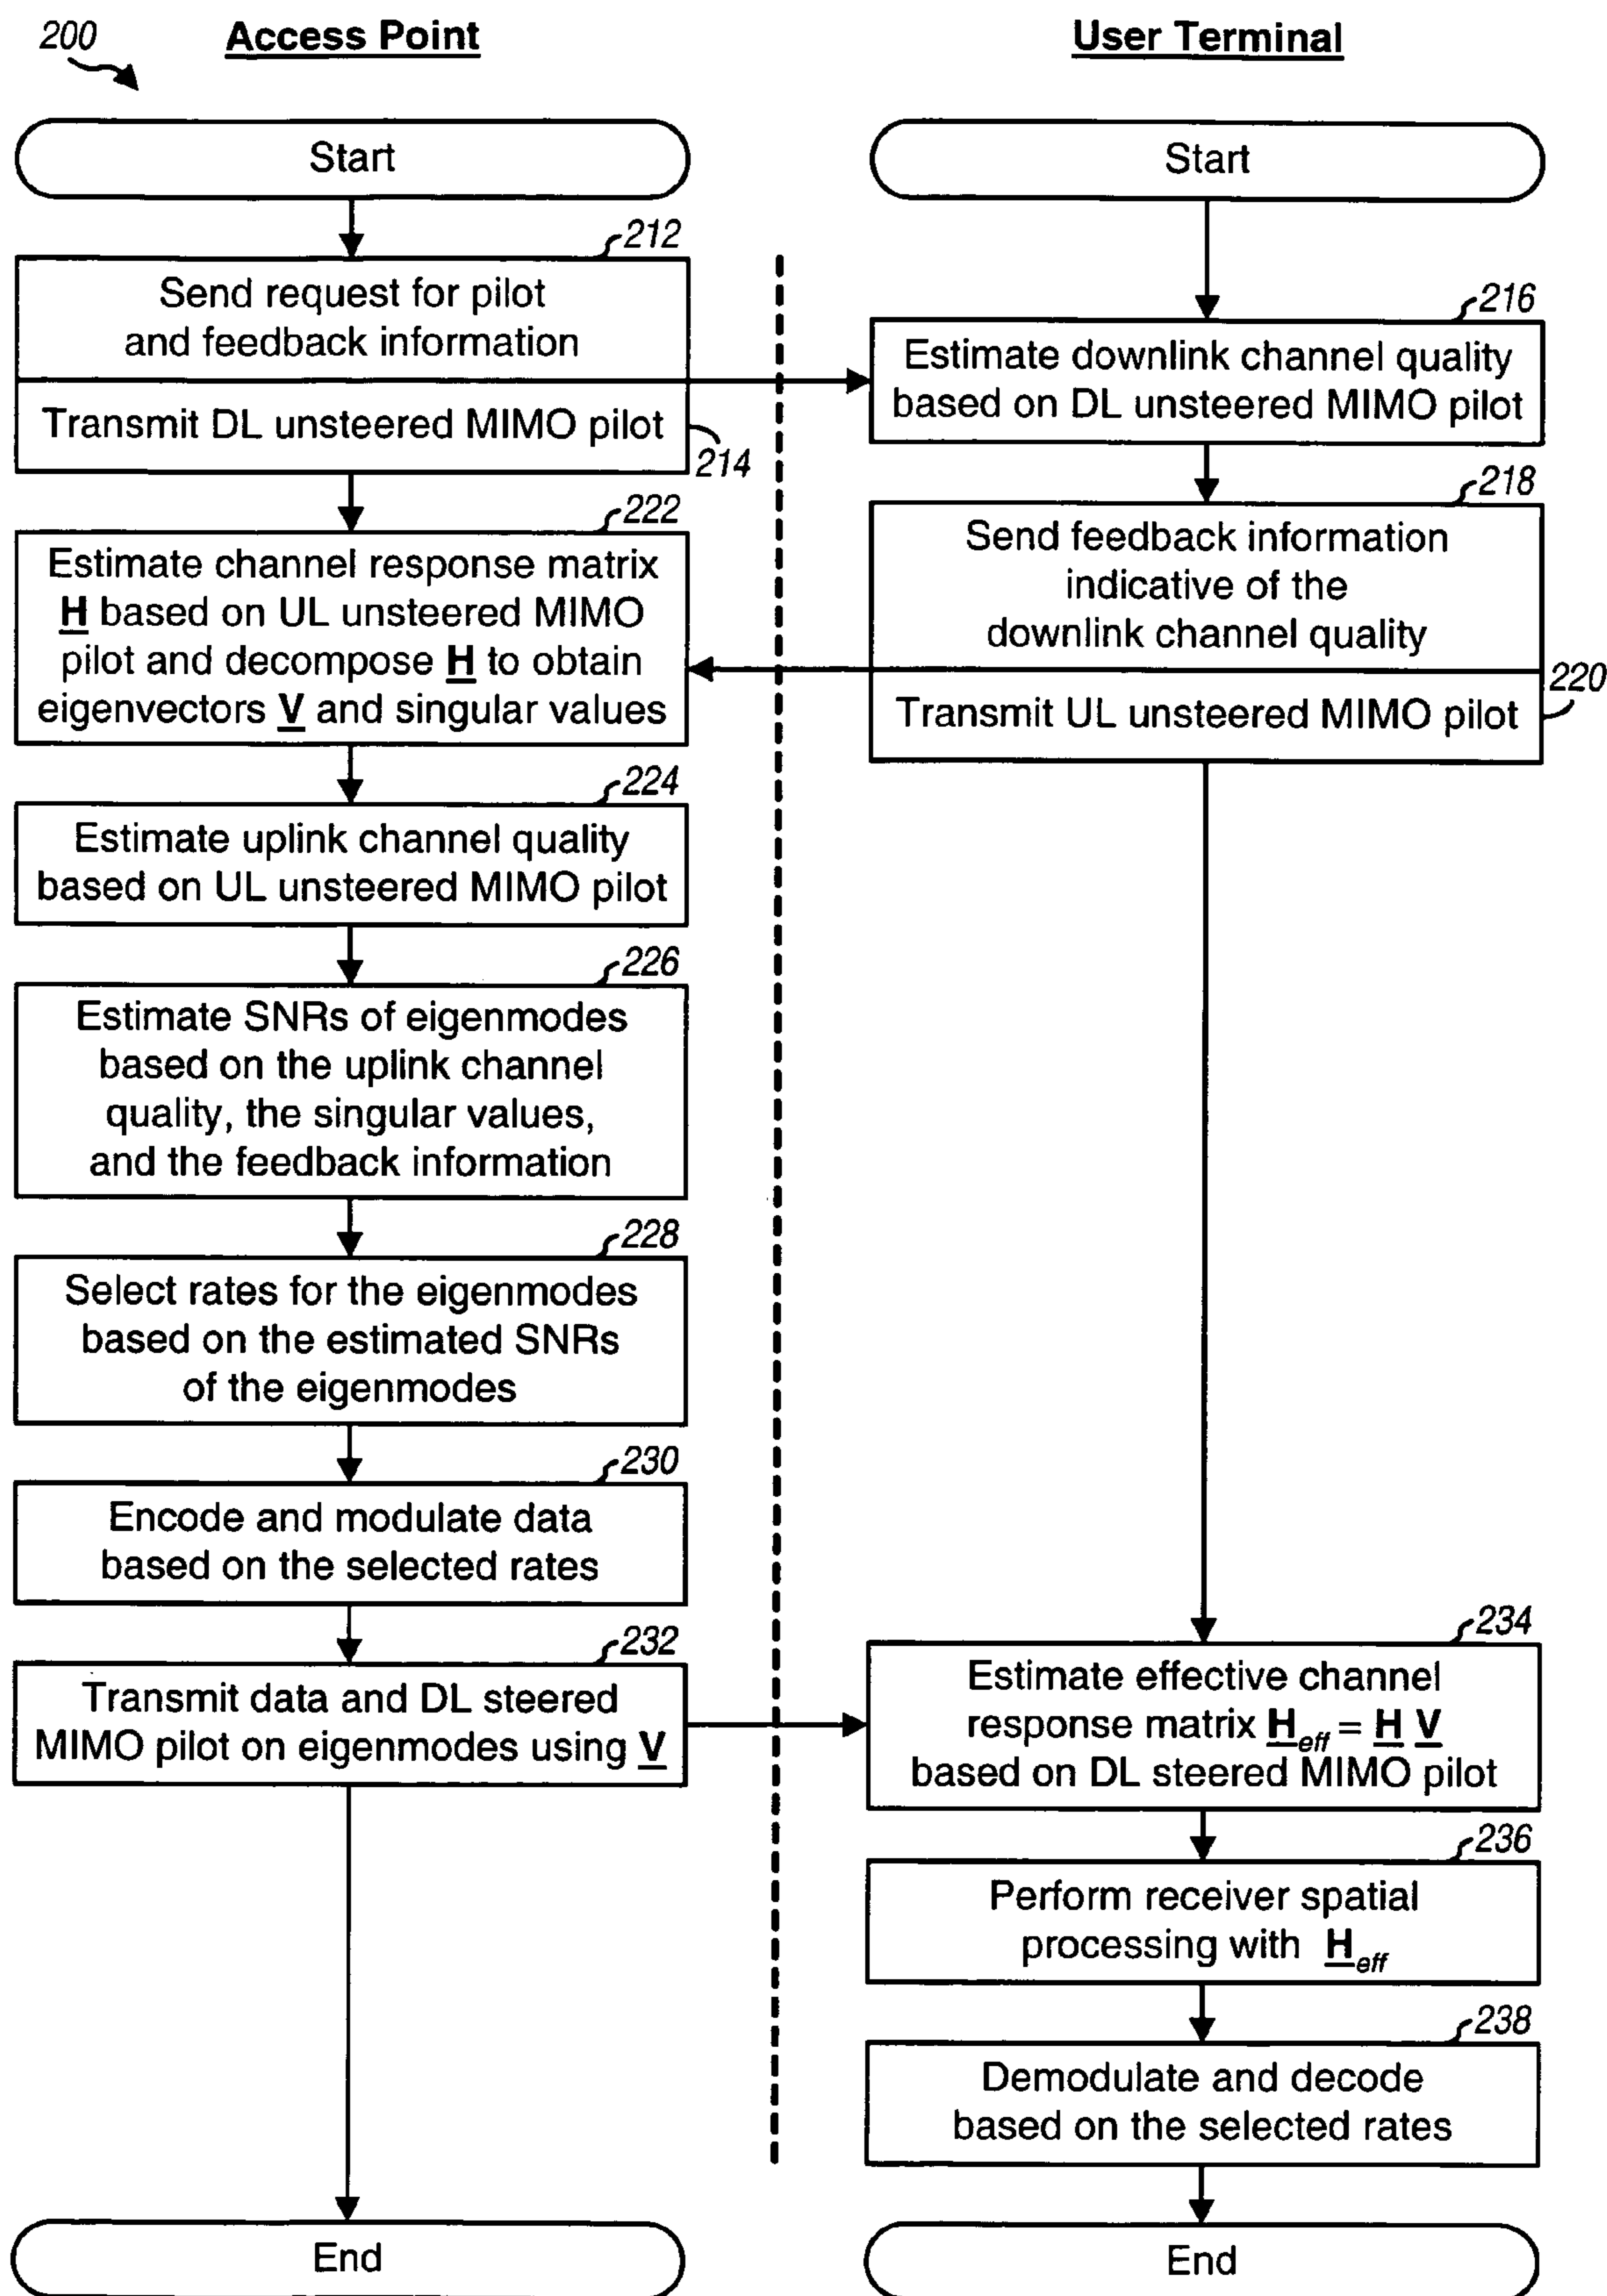 200
Access Point
User Terminal
Start
212
Send request for pilot
and feedback information
Transmit DL unsteered MIMO pilot
214
222
Estimate channel response matrix
H based on UL unsteered MIMO
pilot and decompose H to obtain
eigenvectors V and singular values
224
Estimate uplink channel quality
based on UL unsteered MIMO pilot
226
Estimate SNRs of eigenmodes
based on the uplink channel
quality, the singular values,
and the feedback information
228
Select rates for the eigenmodes
based on the estimated SNRs
of the eigenmodes
230
Encode and modulate data
based on the selected rates
232
Transmit data and DL steered
MIMO pilot on eigenmodes using V
End
Start
216
Estimate downlink channel quality
based on DL unsteered MIMO pilot
218
Send feedback information
indicative of the
downlink channel quality
220
Transmit UL unsteered MIMO pilot
234
Estimate effective channel
response matrix Heff = H V
based on DL steered MIMO pilot
236
Perform receiver spatial
processing with Heff
238
Demodulate and decode
based on the selected rates
End